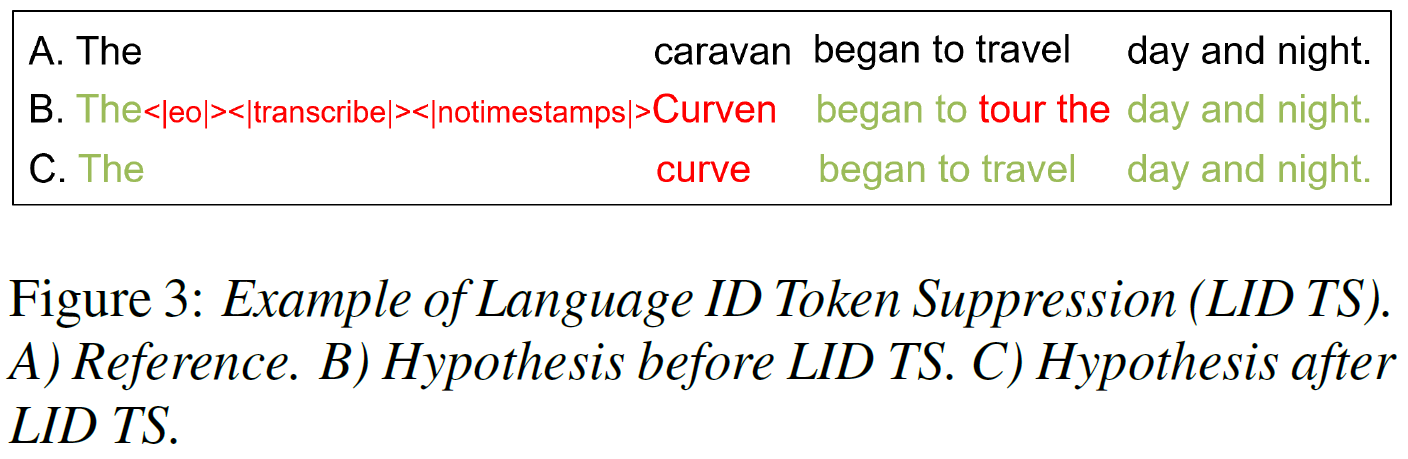 A. The caravan began to travel day and night.
B. The<|eo|><|transcribe|><|notimestamps|>Curven began to tour the day and night.
C. The curve began to travel day and night.
Figure 3: Example of Language ID Token Suppression (LID TS).
A) Reference. B) Hypothesis before LID TS. C) Hypothesis after
LID TS.